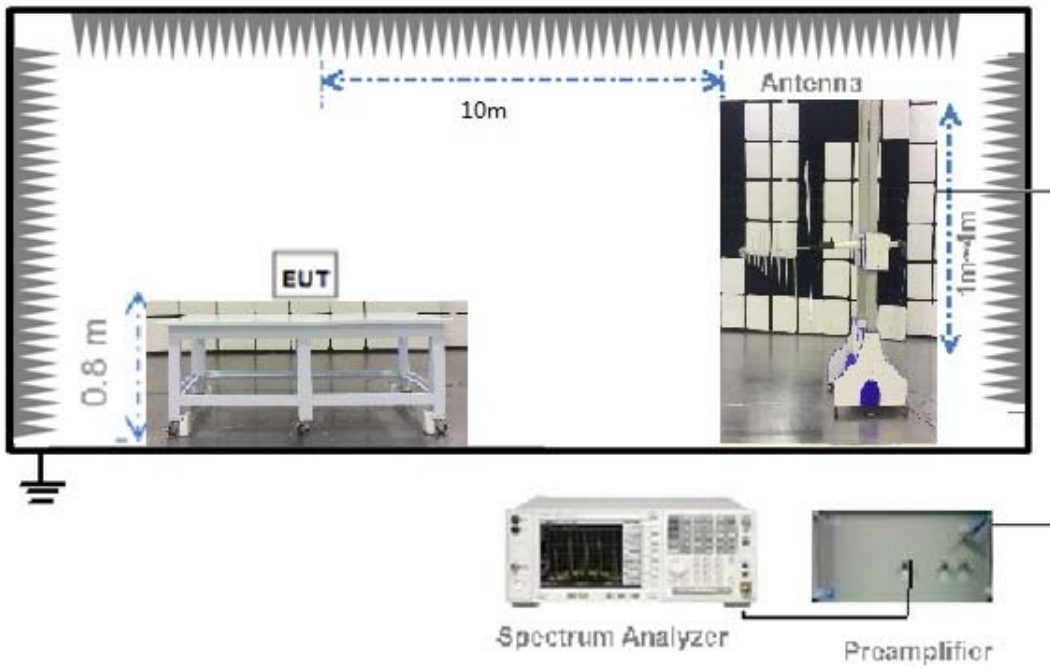 Antenna
10m
1m~4m
EUT
0.8 m
Spectrum Analyzer
Preamplifier